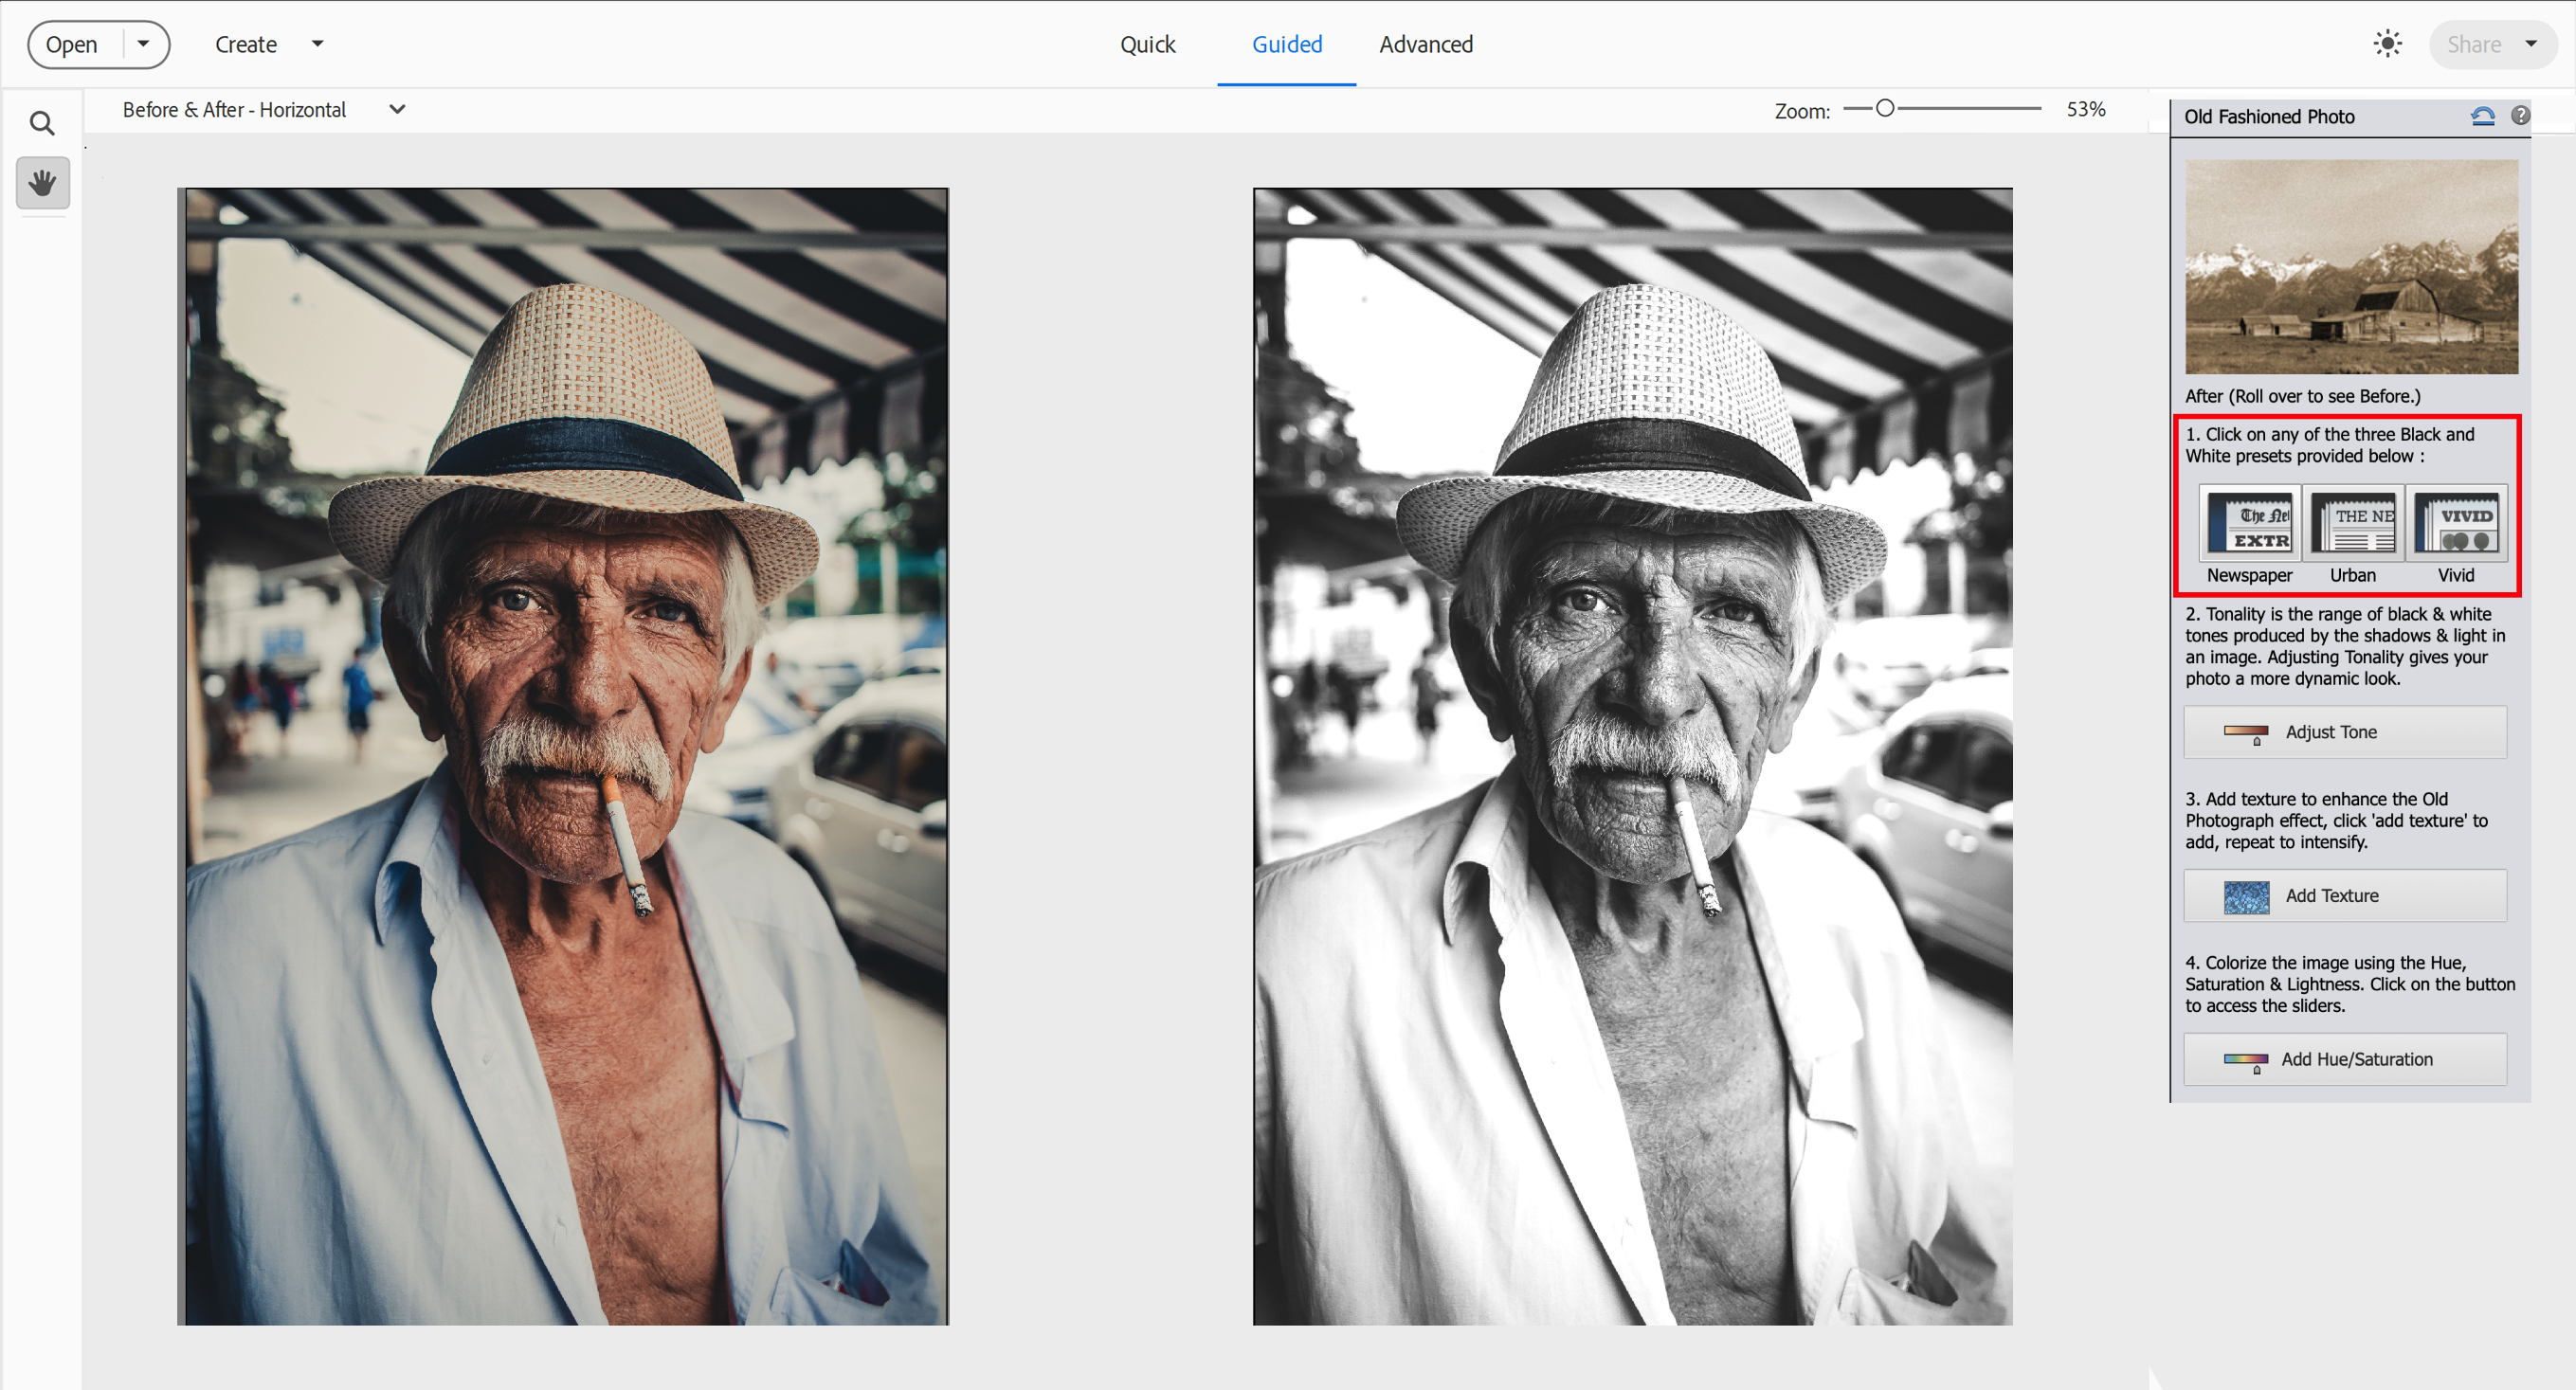 Open
Create
Quick
Guided
Advanced
Share
Before & After - Horizontal
Zoom:
53%
Old Fashioned Photo
?
After (Roll over to see Before.)
1. Click on any of the three Black and
White presets provided below :
The Ne
EXTR
THE NE
VIVID
Newspaper
Urban
Vivid
2. Tonality is the range of black & white
tones produced by the shadows & light in
an image. Adjusting Tonality gives your
photo a more dynamic look.
Adjust Tone
3. Add texture to enhance the Old
Photograph effect, click 'add texture' to
add, repeat to intensify.
Add Texture
4. Colorize the image using the Hue,
Saturation & Lightness. Click on the button
to access the sliders.
Add Hue/Saturation